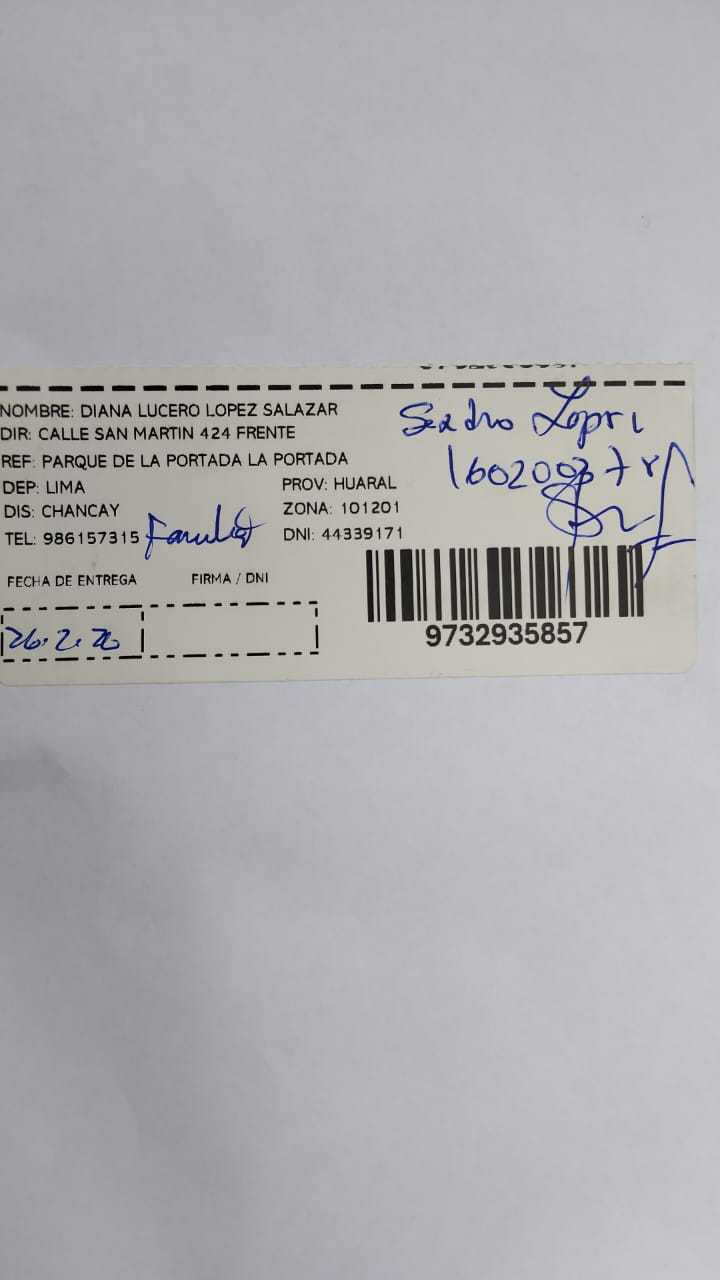 NOMBRE: DIANA LUCERO LOPEZ SALAZAR
DIR: CALLE SAN MARTIN 424 FRENTE
REF: PARQUE DE LA PORTADA LA PORTADA
DEP: LIMA PROV: HUARAL
DIS: CHANCAY ZONA: 101201
TEL: 986157315 DNI: 44339171
FECHA DE ENTREGA FIRMA / DNI
26.2.26
9732935857